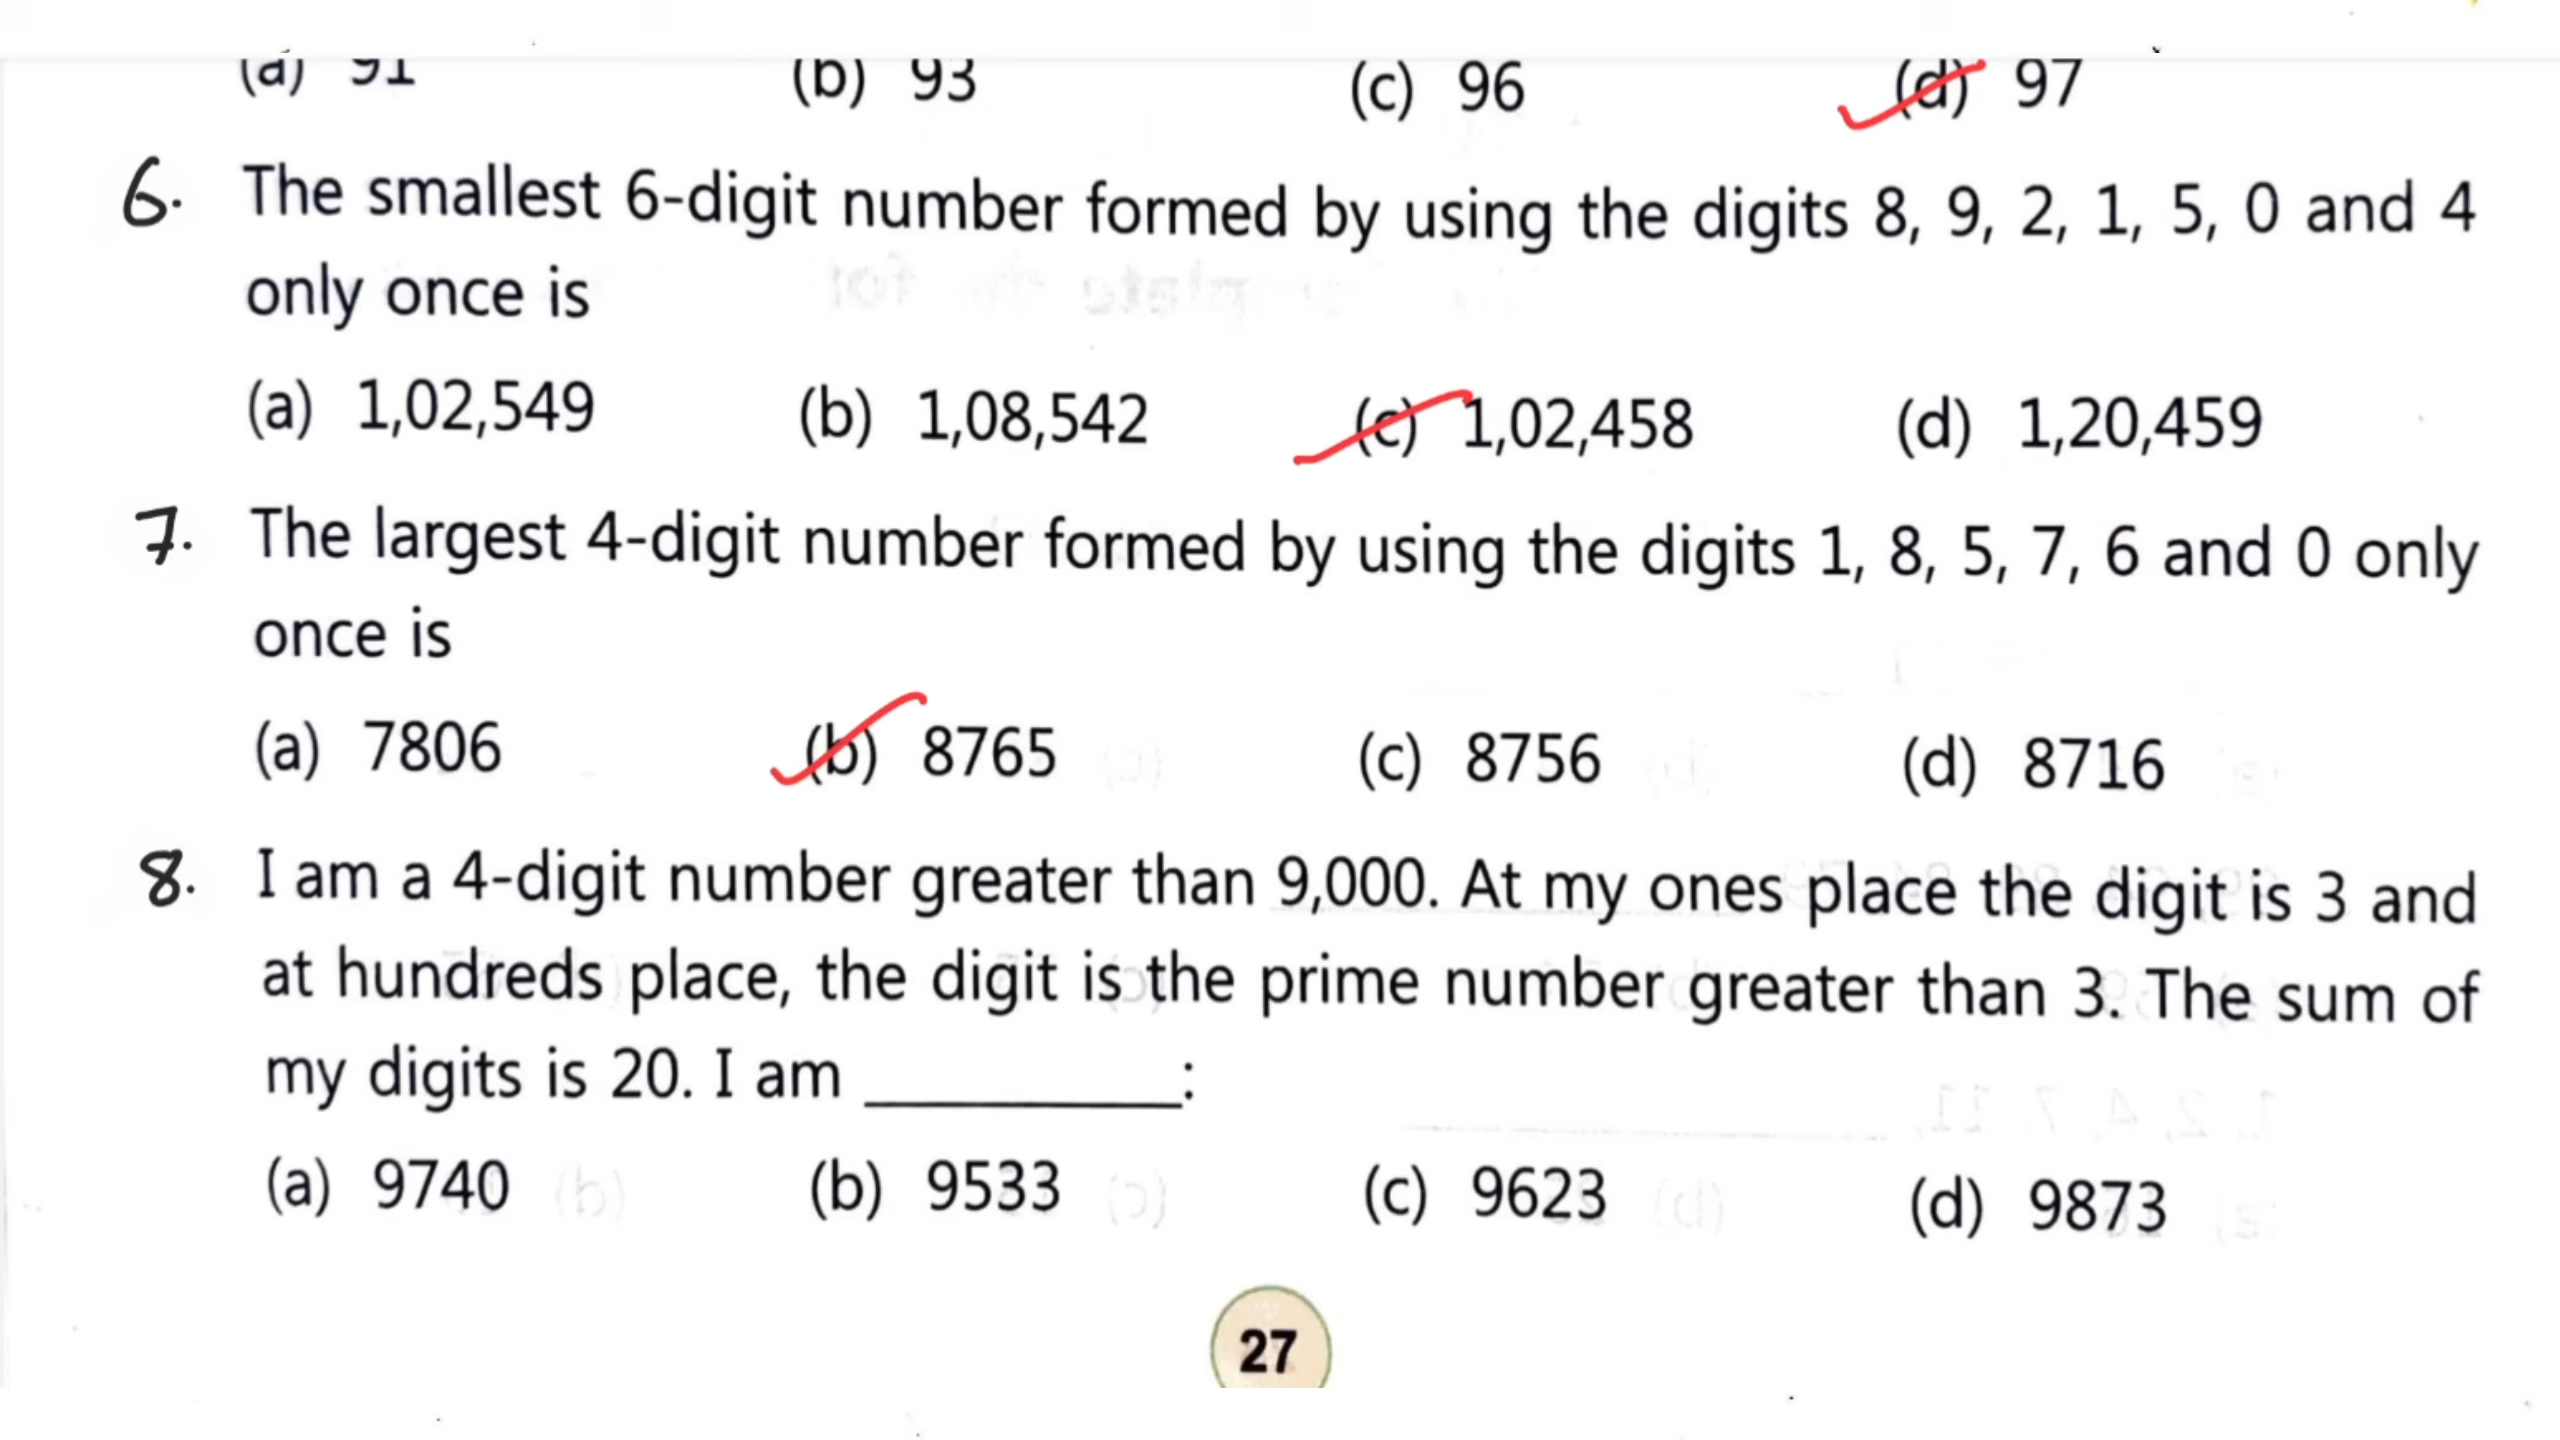 (a) 91 (b) 93 (c) 96 (d) 97
6. The smallest 6-digit number formed by using the digits 8, 9, 2, 1, 5, 0 and 4
only once is
(a) 1,02,549 (b) 1,08,542 (c) 1,02,458 (d) 1,20,459
7. The largest 4-digit number formed by using the digits 1, 8, 5, 7, 6 and 0 only
once is
(a) 7806 (b) 8765 (c) 8756 (d) 8716
8. I am a 4-digit number greater than 9,000. At my ones place the digit is 3 and
at hundreds place, the digit is the prime number greater than 3. The sum of
my digits is 20. I am __________:
(a) 9740 (b) 9533 (c) 9623 (d) 9873
27